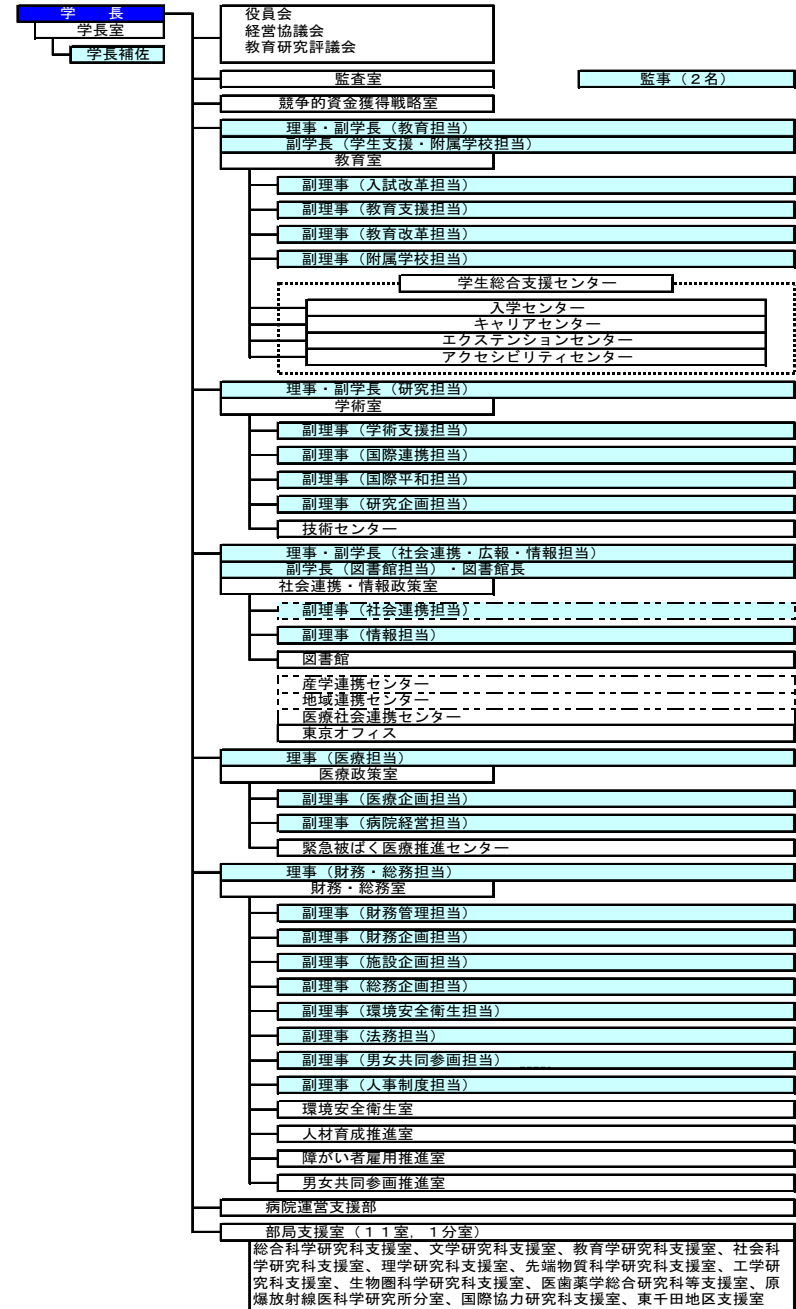 学　長
学長室
学長補佐
役員会
経営協議会
教育研究評議会
監査室
監事（２名）
競争的資金獲得戦略室
理事・副学長（教育担当）
副学長（学生支援・附属学校担当）
教育室
副理事（入試改革担当）
副理事（教育支援担当）
副理事（教育改革担当）
副理事（附属学校担当）
学生総合支援センター
入学センター
キャリアセンター
エクステンションセンター
アクセシビリティセンター
理事・副学長（研究担当）
学術室
副理事（学術支援担当）
副理事（国際連携担当）
副理事（国際平和担当）
副理事（研究企画担当）
技術センター
理事・副学長（社会連携・広報・情報担当）
副学長（図書館担当）・図書館長
社会連携・情報政策室
副理事（社会連携担当）
副理事（情報担当）
図書館
産学連携センター
地域連携センター
医療社会連携センター
東京オフィス
理事（医療担当）
医療政策室
副理事（医療企画担当）
副理事（病院経営担当）
緊急被ばく医療推進センター
理事（財務・総務担当）
財務・総務室
副理事（財務管理担当）
副理事（財務企画担当）
副理事（施設企画担当）
副理事（総務企画担当）
副理事（環境安全衛生担当）
副理事（法務担当）
副理事（男女共同参画担当）
副理事（人事制度担当）
環境安全衛生室
人材育成推進室
障がい者雇用推進室
男女共同参画推進室
病院運営支援部
部局支援室（１１室，１分室）
総合科学研究科支援室、文学研究科支援室、教育学研究科支援室、社会科
学研究科支援室、理学研究科支援室、先端物質科学研究科支援室、工学研
究科支援室、生物圏科学研究科支援室、医歯薬学総合研究科等支援室、原
爆放射線医科学研究所分室、国際協力研究科支援室、東千田地区支援室